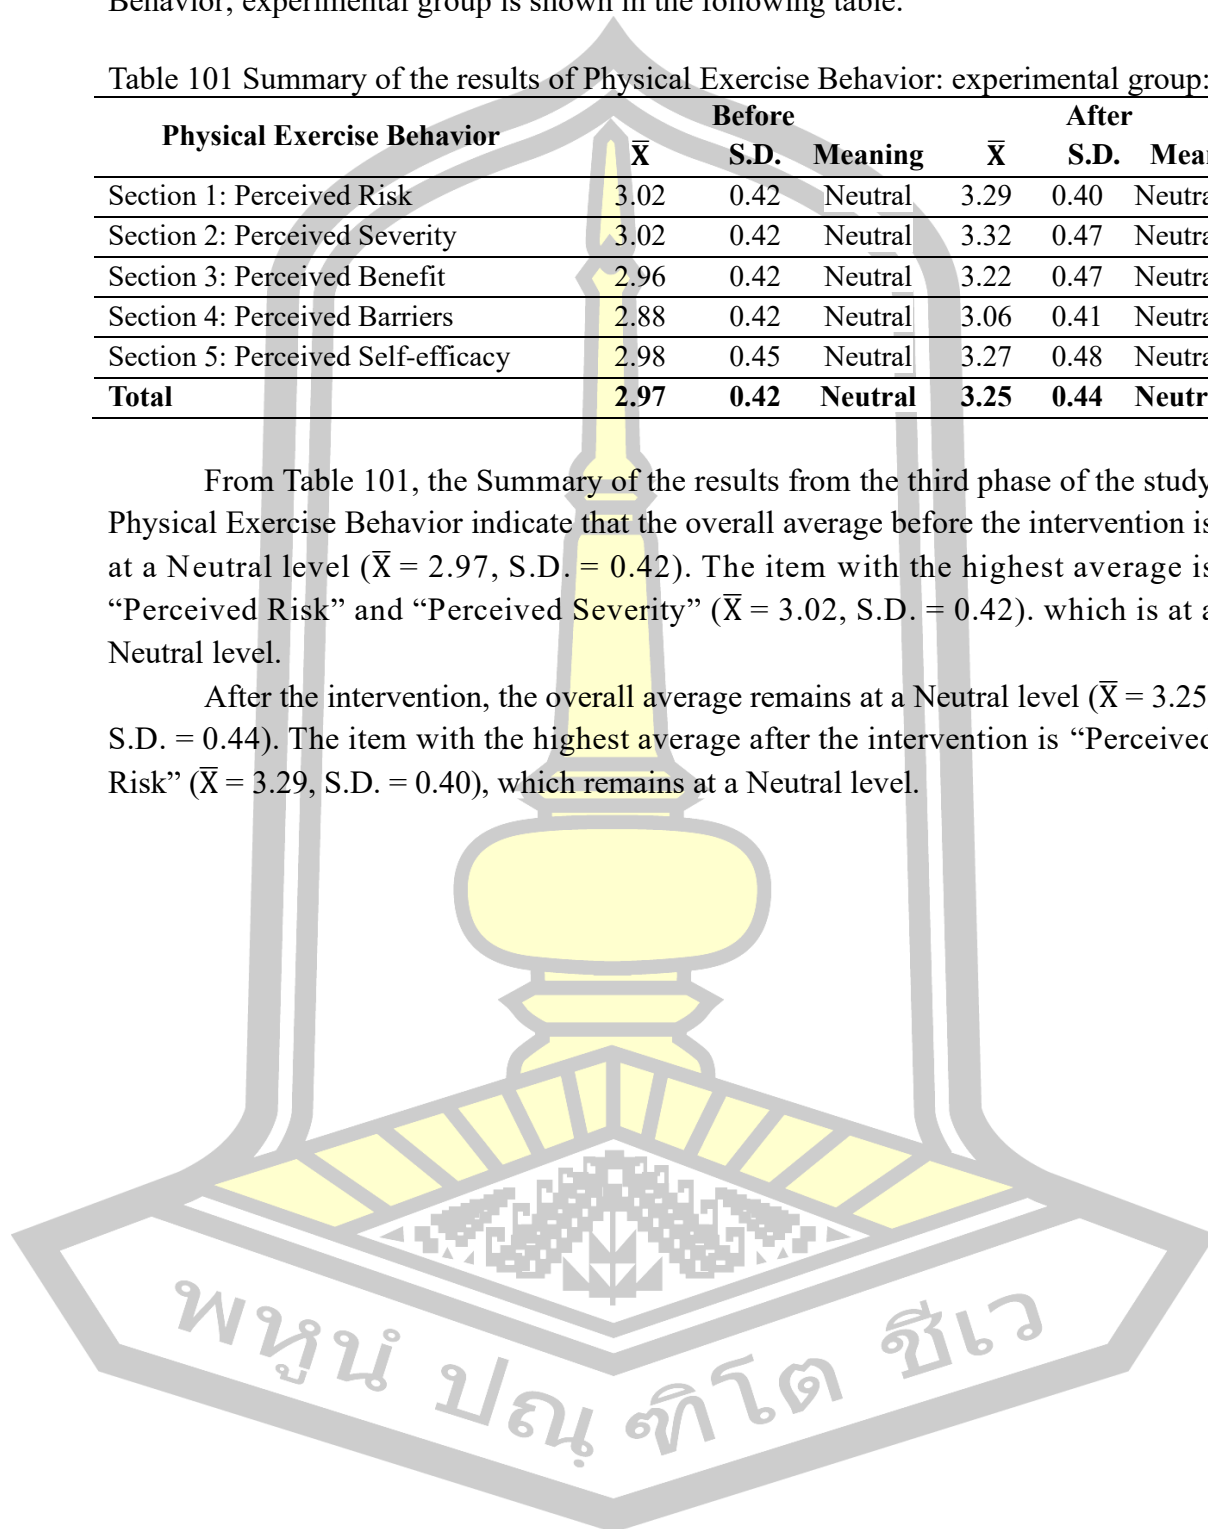 Behavior, experimental group is shown in the following table.
Table 101 Summary of the results of Physical Exercise Behavior: experimental group:
Physical Exercise Behavior Before After
X̅ S.D. Meaning X̅ S.D. Mea
Section 1: Perceived Risk 3.02 0.42 Neutral 3.29 0.40 Neutra
Section 2: Perceived Severity 3.02 0.42 Neutral 3.32 0.47 Neutra
Section 3: Perceived Benefit 2.96 0.42 Neutral 3.22 0.47 Neutra
Section 4: Perceived Barriers 2.88 0.42 Neutral 3.06 0.41 Neutra
Section 5: Perceived Self-efficacy 2.98 0.45 Neutral 3.27 0.48 Neutra
Total 2.97 0.42 Neutral 3.25 0.44 Neutr
From Table 101, the Summary of the results from the third phase of the study
Physical Exercise Behavior indicate that the overall average before the intervention is
at a Neutral level (X̅ = 2.97, S.D. = 0.42). The item with the highest average is
“Perceived Risk” and “Perceived Severity” (X̅ = 3.02, S.D. = 0.42). which is at a
Neutral level.
After the intervention, the overall average remains at a Neutral level (X̅ = 3.25
S.D. = 0.44). The item with the highest average after the intervention is “Perceived
Risk” (X̅ = 3.29, S.D. = 0.40), which remains at a Neutral level.
พหูนํ ปณฺฑิโต ชีเว